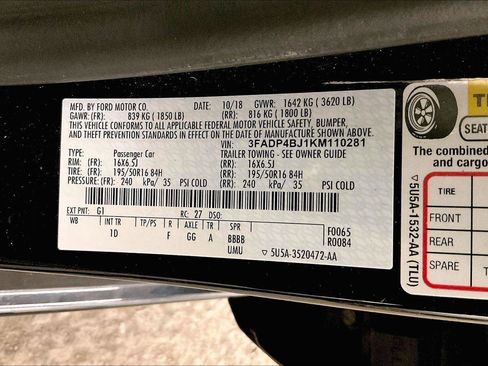 MFD. BY FORD MOTOR CO. DATE: 10/18 GVWR: 1642 KG ( 3620 LB)
GAWR: (FR): 839 KG ( 1850 LB) (RR): 816 KG ( 1800 LB)
THIS VEHICLE CONFORMS TO ALL APPLICABLE FEDERAL MOTOR VEHICLE SAFETY, BUMPER,
AND THEFT PREVENTION STANDARDS IN EFFECT ON THE DATE OF MANUFACTURE SHOWN ABOVE.
VIN: 3FADP4BJ1KM110281
TYPE: Passenger Car TRAILER TOWING - SEE OWNER GUIDE
RIM: (FR): 16X6.5J (RR): 16X6.5J
TIRE: 195/50R16 84H 195/50R16 84H
PRESSURE: (FR): 240 kPa/ 35 PSI COLD (RR): 240 kPa/ 35 PSI COLD
EXT PNT: G1 RC: 27 DSO: F0065
WB INT TR TP/PS R AXLE TR SPR R0084
1D F GG A BBBB
UMU ▽ 5U5A-3520472-AA
TI
SEAT
The combined
and cargo
TIRE
FRONT
REAR
SPARE T
▽ 5U5A-1532-AA (TLU)